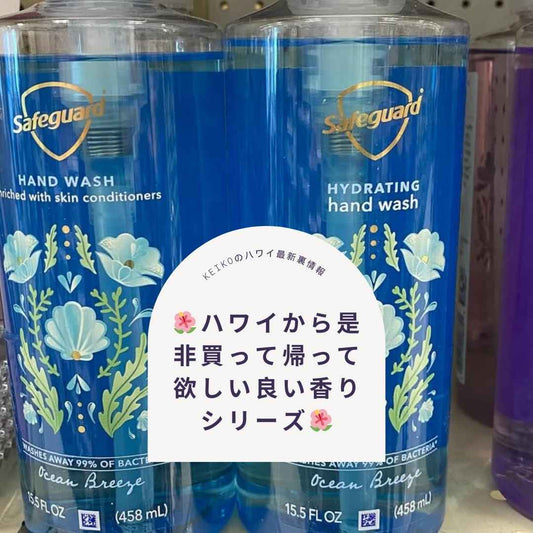 Safeguard
HAND WASH
enriched with skin conditioners
Safeguard
HYDRATING
hand wash
KEIKOのハワイ最新裏情報
🌺ハワイから是
非買って帰って
欲しい良い香り
シリーズ🌺
WASHES AWAY 99% OF BACTERIA*
Ocean Breeze
15.5 FL OZ (458 mL)
WASHES AWAY 99% OF BACTERIA*
Ocean Breeze
15.5 FL OZ (458 mL)